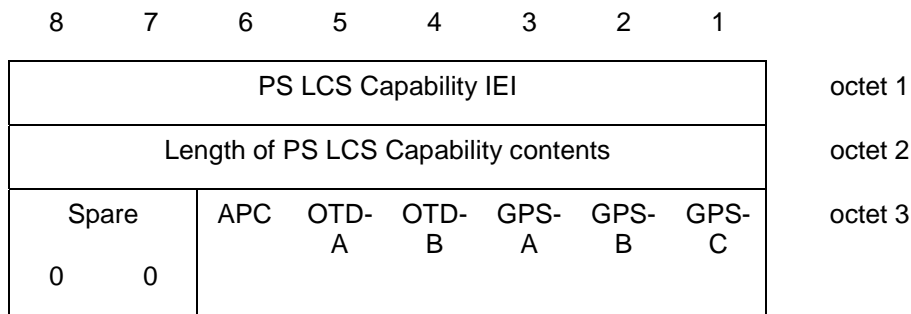 8 7 6 5 4 3 2 1
PS LCS Capability IEI octet 1
Length of PS LCS Capability contents octet 2
Spare APC OTD- OTD- GPS- GPS- GPS- octet 3
A B A B C
0 0